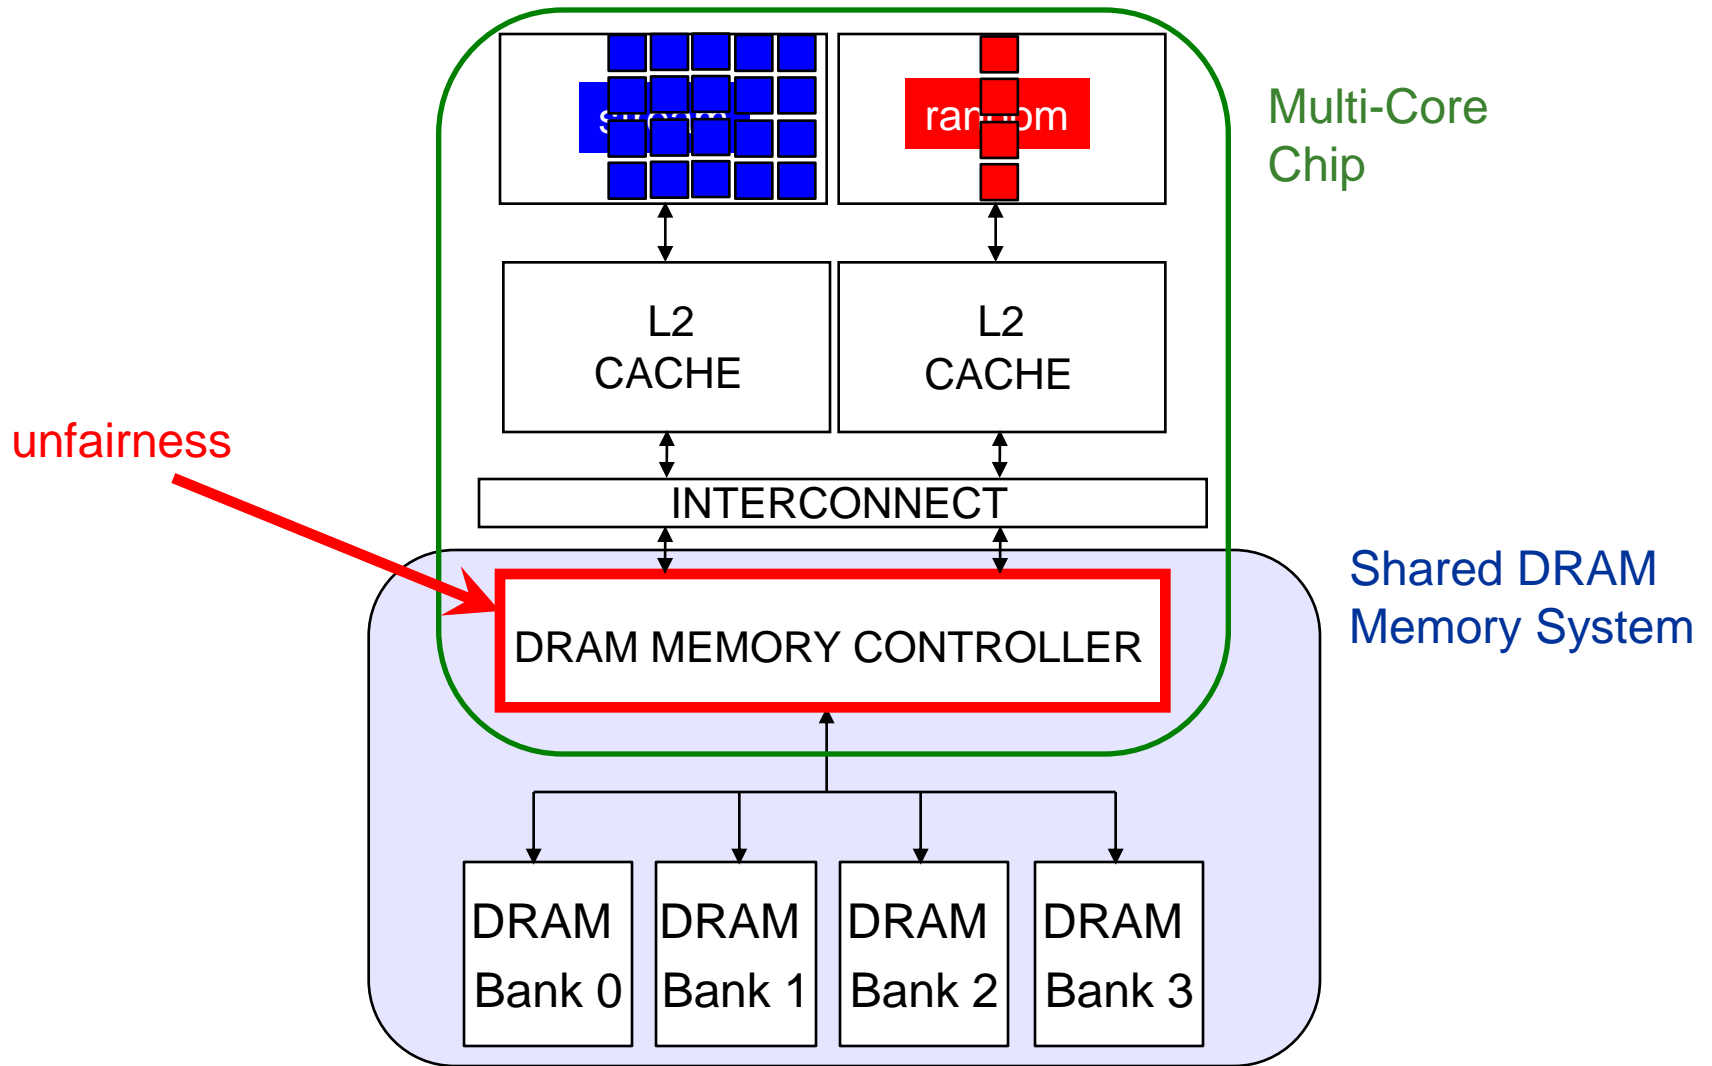 random
Multi-Core
Chip
L2
CACHE
L2
CACHE
unfairness
INTERCONNECT
Shared DRAM
Memory System
DRAM MEMORY CONTROLLER
DRAM
Bank 0
DRAM
Bank 1
DRAM
Bank 2
DRAM
Bank 3